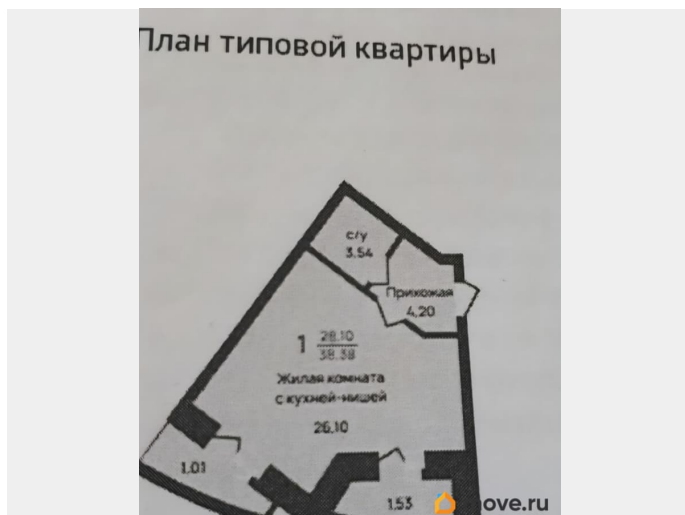 План типовой квартиры
с/у
3.54
Прихожая
4.20
1 28.10
38.38
Жилая комната
с кухней-нишей
26.10
1.01
1.53
move.ru